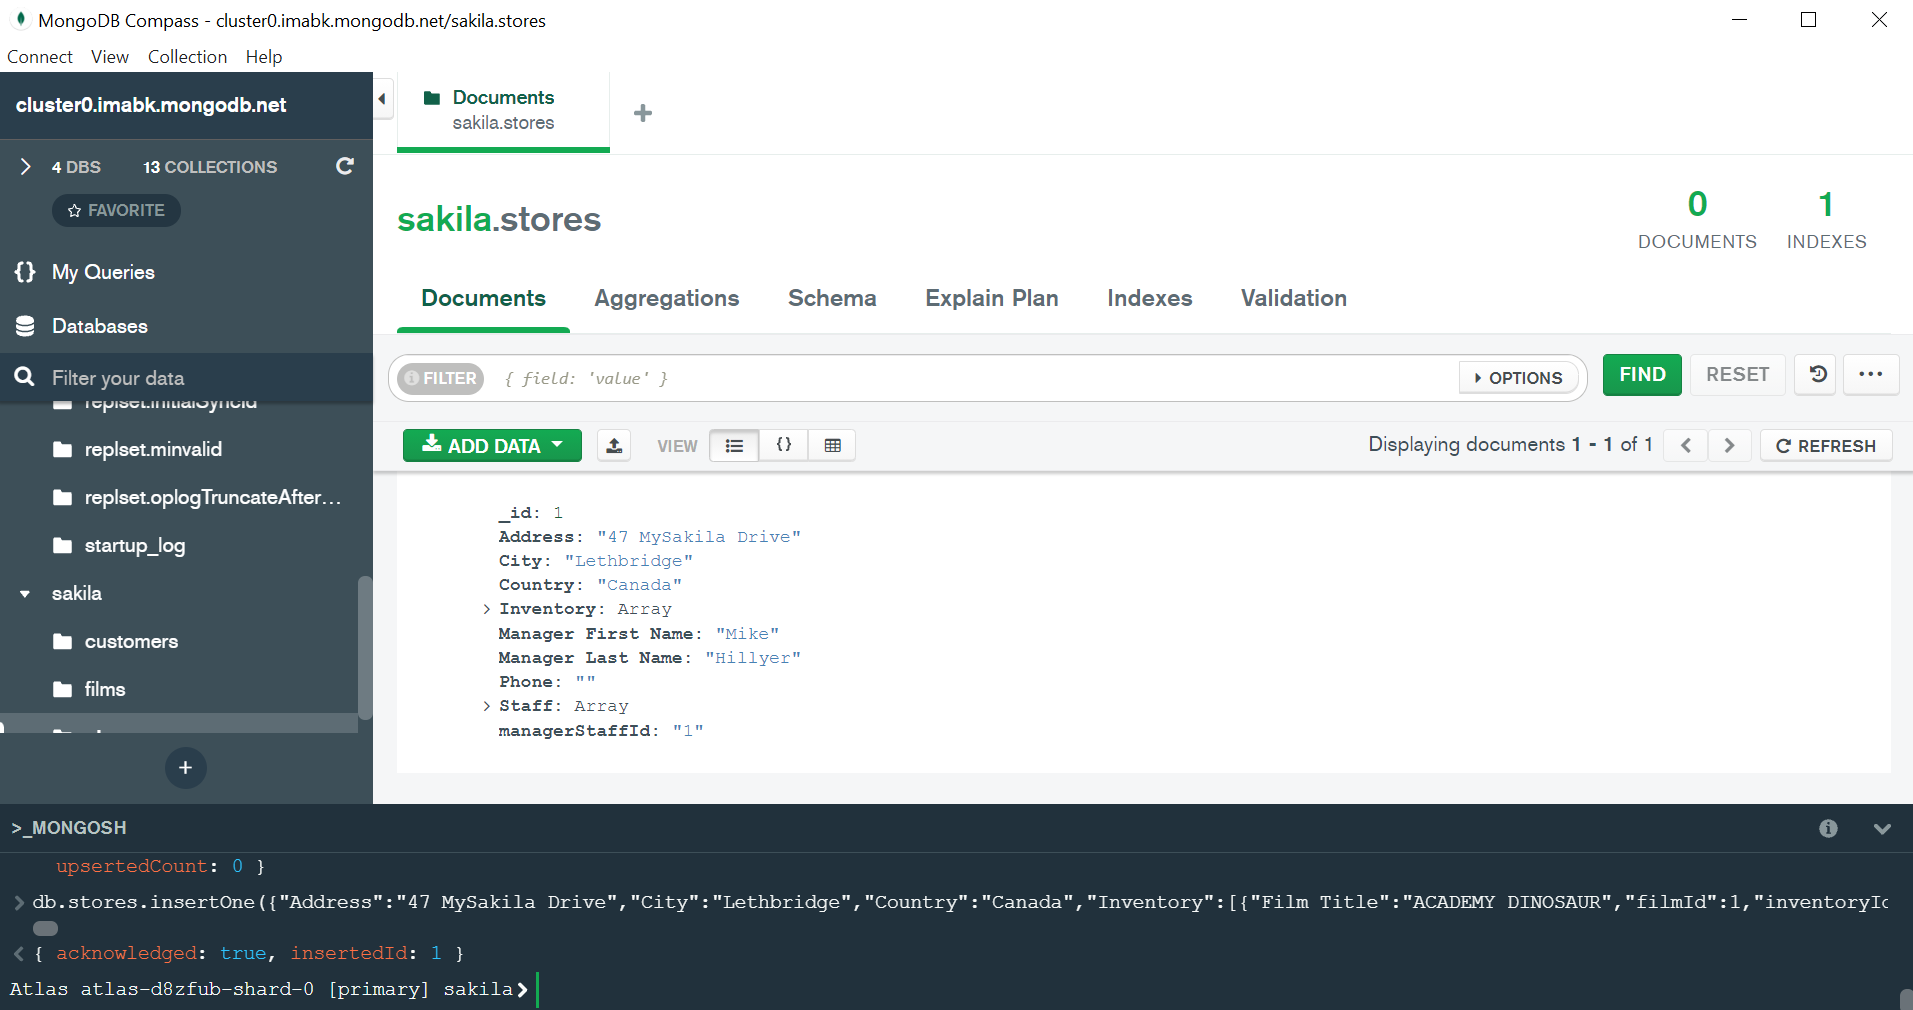 MongoDB Compass - cluster0.imabk.mongodb.net/sakila.stores
Connect View Collection Help
cluster0.imabk.mongodb.net
4 DBS 13 COLLECTIONS
FAVORITE
{} My Queries
Databases
Filter your data
replset.initialSyncId
replset.minvalid
replset.oplogTruncateAfter...
startup_log
sakila
customers
films
Documents
sakila.stores
sakila.stores
0
DOCUMENTS
1
INDEXES
Documents Aggregations Schema Explain Plan Indexes Validation
FILTER { field: 'value' } OPTIONS FIND RESET ...
ADD DATA VIEW {} Displaying documents 1 - 1 of 1 < > REFRESH
_id: 1
Address: "47 MySakila Drive"
City: "Lethbridge"
Country: "Canada"
> Inventory: Array
Manager First Name: "Mike"
Manager Last Name: "Hillyer"
Phone: ""
> Staff: Array
managerStaffId: "1"
>_MONGOSH
upsertedCount: 0 }
> db.stores.insertOne({"Address":"47 MySakila Drive","City":"Lethbridge","Country":"Canada","Inventory":[{"Film Title":"ACADEMY DINOSAUR","filmId":1,"inventoryId
< { acknowledged: true, insertedId: 1 }
Atlas atlas-d8zfub-shard-0 [primary] sakila>